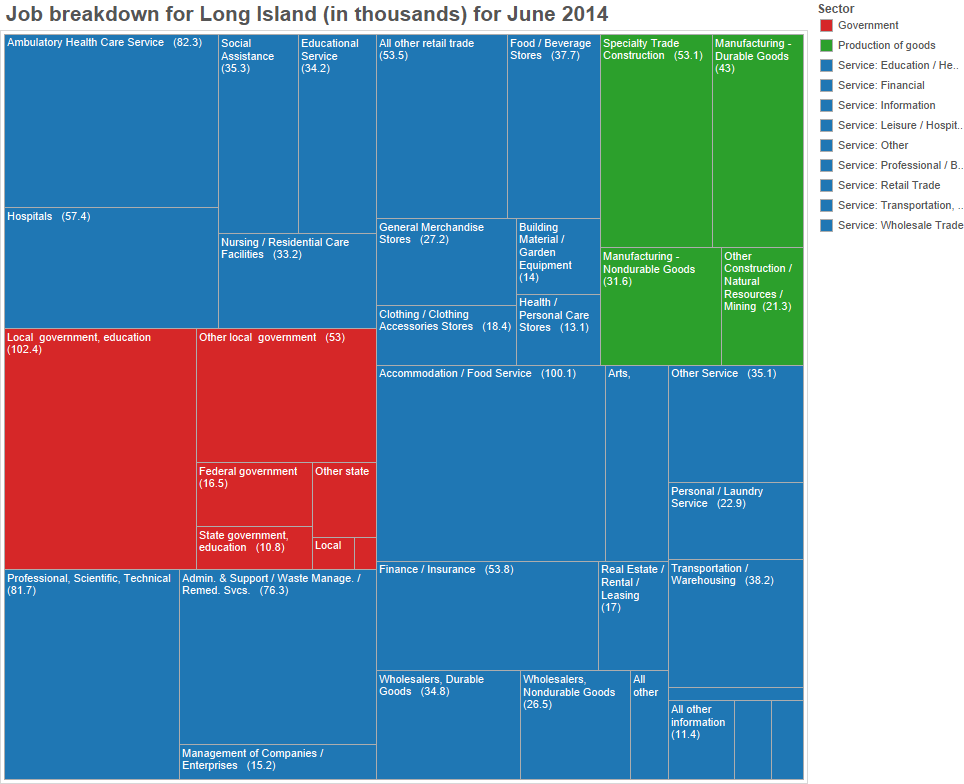 Job breakdown for Long Island (in thousands) for June 2014
Ambulatory Health Care Service (82.3)
Social
Assistance
(35.3)
Educational
Service
(34.2)
Hospitals (57.4)
Nursing / Residential Care
Facilities (33.2)
All other retail trade
(53.5)
Food / Beverage
Stores (37.7)
General Merchandise
Stores (27.2)
Building
Material /
Garden
Equipment
(14)
Clothing / Clothing
Accessories Stores (18.4)
Health /
Personal Care
Stores (13.1)
Specialty Trade
Construction (53.1)
Manufacturing -
Durable Goods
(43)
Manufacturing -
Nondurable Goods
(31.6)
Other
Construction /
Natural
Resources /
Mining (21.3)
Local government, education
(102.4)
Other local government (53)
Federal government
(16.5)
Other state
State government,
education (10.8)
Local
Accommodation / Food Service (100.1)
Arts,
Other Service (35.1)
Personal / Laundry
Service (22.9)
Professional, Scientific, Technical
(81.7)
Admin. & Support / Waste Manage. /
Remed. Svcs. (76.3)
Management of Companies /
Enterprises (15.2)
Finance / Insurance (53.8)
Real Estate /
Rental /
Leasing
(17)
Transportation /
Warehousing (38.2)
Wholesalers, Durable
Goods (34.8)
Wholesalers,
Nondurable Goods
(26.5)
All
other
All other
information
(11.4)
Sector
Government
Production of goods
Service: Education / He..
Service: Financial
Service: Information
Service: Leisure / Hospit..
Service: Other
Service: Professional / B..
Service: Retail Trade
Service: Transportation, ..
Service: Wholesale Trade